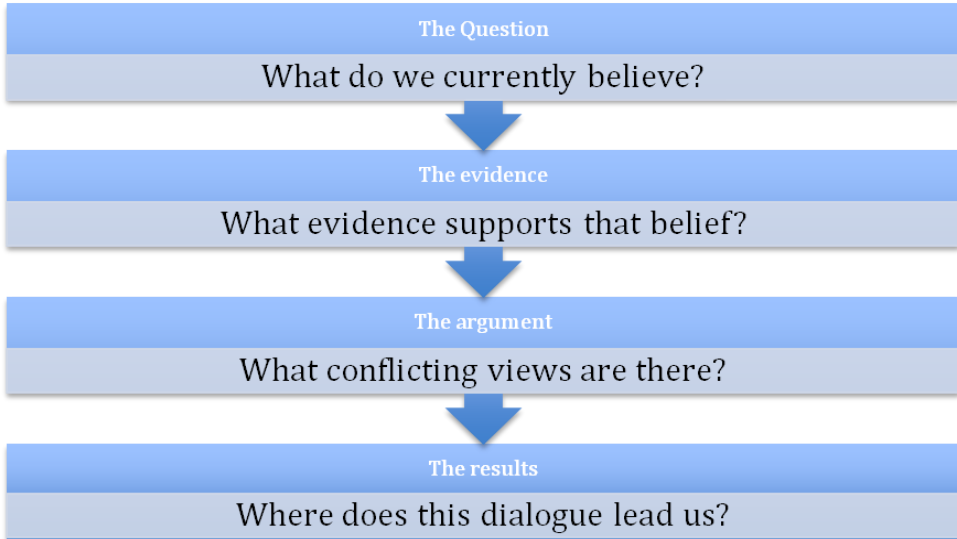 The Question
What do we currently believe?
The evidence
What evidence supports that belief?
The argument
What conflicting views are there?
The results
Where does this dialogue lead us?